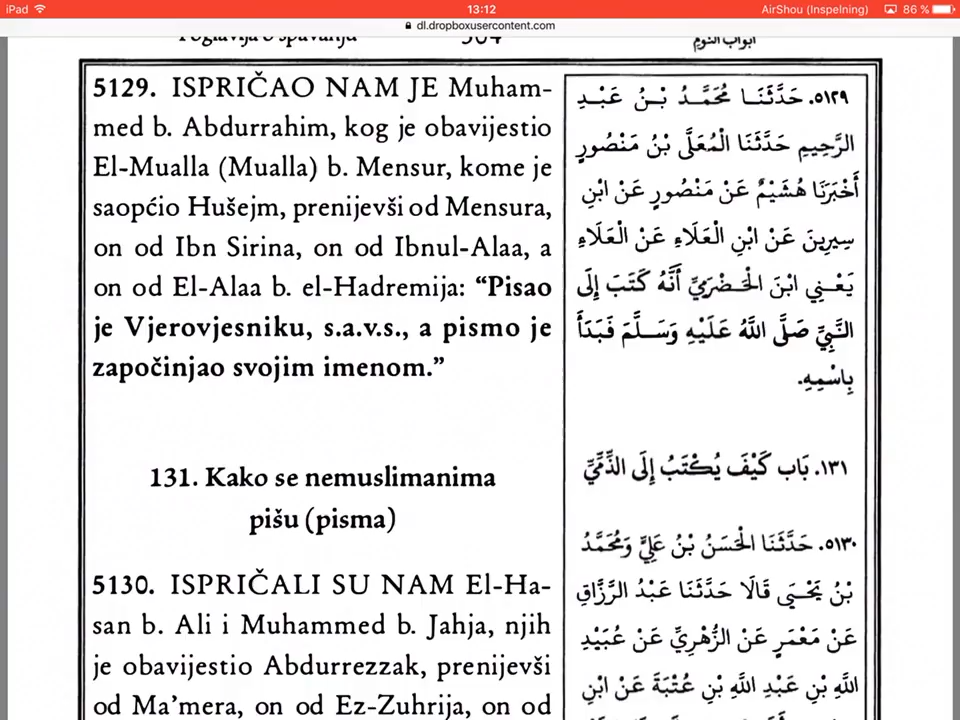 iPad 13:12 AirShou (Inspelning) 86 %
dl.dropboxusercontent.com
Poglavlja o spavanju 504 ابواب النوم
5129. ISPRIČAO NAM JE Muham-
med b. Abdurrahim, kog je obavijestio
El-Mualla (Mualla) b. Mensur, kome je
saopćio Hušejm, prenijevši od Mensura,
on od Ibn Sirina, on od Ibnul-Alaa, a
on od El-Alaa b. el-Hadremija: “Pisao
je Vjerovjesniku, s.a.v.s., a pismo je
započinjao svojim imenom.”
131. Kako se nemuslimanima
pišu (pisma)
5130. ISPRIČALI SU NAM El-Ha-
san b. Ali i Muhammed b. Jahja, njih
je obavijestio Abdurrezzak, prenijevši
od Ma’mera, on od Ez-Zuhrija, on od
٥١٢٩. حَدَّثَنَا مُحَمَّدُ بْنُ عَبْدِ
الرَّحِيمِ حَدَّثَنَا الْمُعَلَّى بْنُ مَنْصُورٍ
أَخْبَرَنَا هُشَيْمٌ عَنْ مَنْصُورٍ عَنْ ابْنِ
سِيرِينَ عَنْ ابْنِ الْعَلَاءِ عَنْ الْعَلَاءِ
يَعْنِي ابْنَ الْحَضْرَمِيِّ أَنَّهُ كَتَبَ إِلَى
النَّبِيِّ صَلَّى اللَّهُ عَلَيْهِ وَسَلَّمَ فَبَدَأَ
بِاسْمِهِ.
١٣١. بَاب كَيْفَ يُكْتَبُ إِلَى الذِّمِّيِّ
٥١٣٠. حَدَّثَنَا الْحَسَنُ بْنُ عَلِيٍّ وَمُحَمَّدُ
بْنُ يَحْيَى قَالَا حَدَّثَنَا عَبْدُ الرَّزَّاقِ
عَنْ مَعْمَرٍ عَنْ الزُّهْرِيِّ عَنْ عُبَيْدِ
اللَّهِ بْنِ عَبْدِ اللَّهِ بْنِ عُتْبَةَ عَنْ ابْنِ